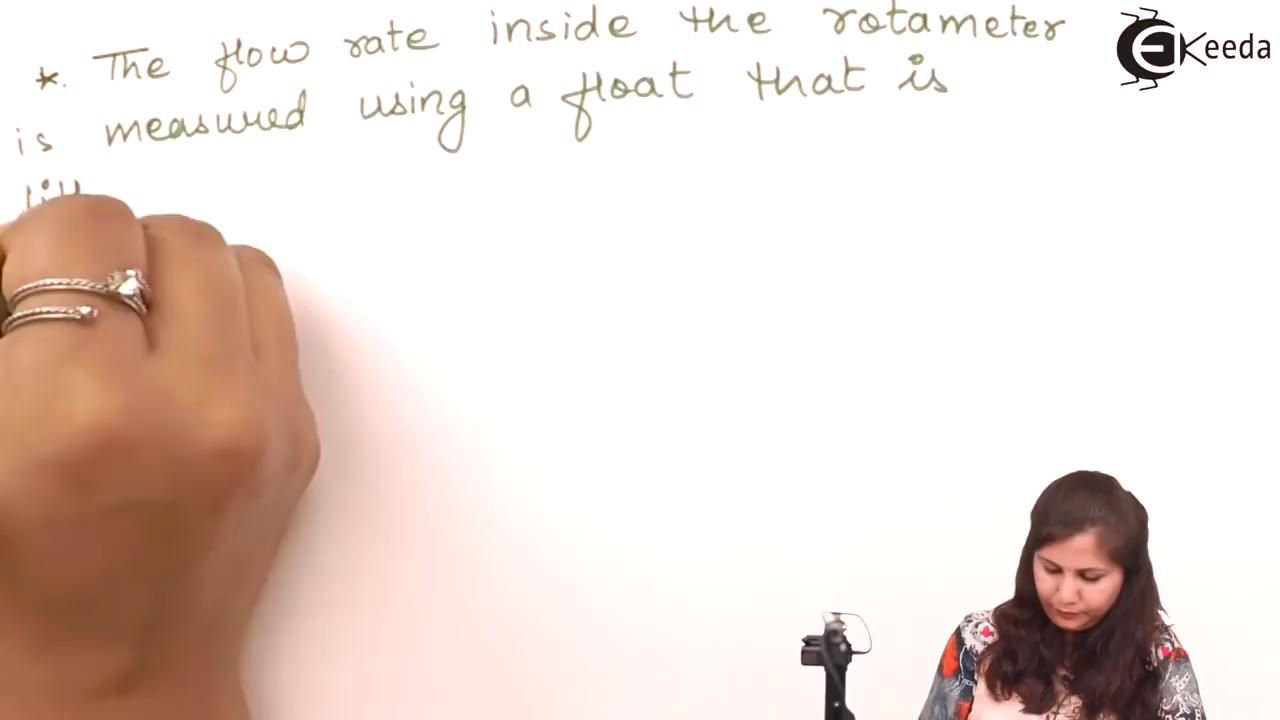 *. The flow rate inside the rotameter
is measured using a float that is
EKeeda